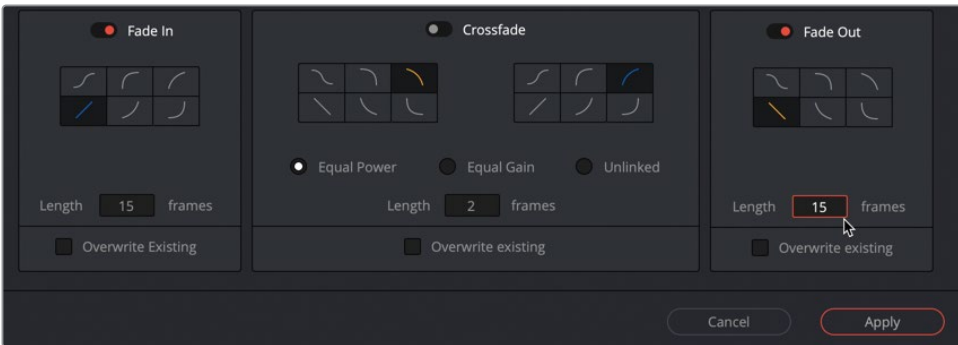 Fade In
Length 15 frames
Overwrite Existing
Crossfade
Equal Power Equal Gain Unlinked
Length 2 frames
Overwrite existing
Fade Out
Length 15 frames
Overwrite existing
Cancel Apply